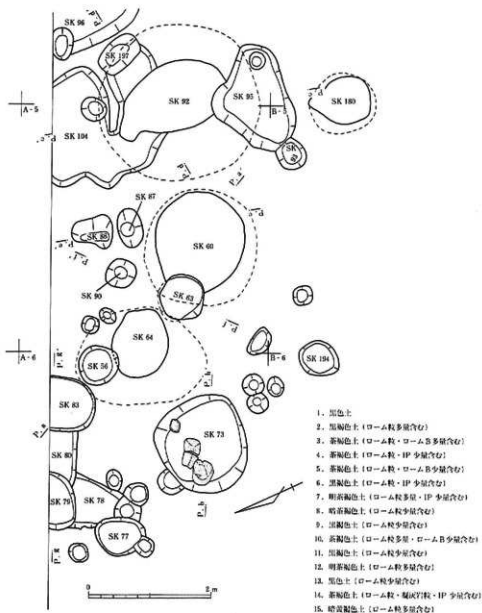 SK 96
SK 197
SK 92
SK 95
SK 180
A-5
B-5
SK 104
SK 87
SK 88
SK 60
SK 90
SK 63
SK 64
SK 56
A-6
B-6
SK 194
SK 83
SK 73
SK 80
SK 79
SK 78
SK 77
0
2m
1. 黒色土
2. 黒褐色土（ローム粒多量含む）
3. 茶褐色土（ローム粒・ロームB多量含む）
4. 茶褐色土（ローム粒・IP少量含む）
5. 茶褐色土（ローム粒・ロームB少量含む）
6. 黒褐色土（ローム粒・IP少量含む）
7. 明茶褐色土（ローム粒多量・IP少量含む）
8. 暗茶褐色土（ローム粒少量含む）
9. 黒褐色土（ローム粒少量含む）
10. 茶褐色土（ローム粒多量・ロームB少量含む）
11. 黒褐色土（ローム粒少量含む）
12. 明茶褐色土（ローム粒多量含む）
13. 黒色土（ローム粒少量含む）
14. 茶褐色土（ローム粒・凝灰岩粒・IP少量含む）
15. 暗黄褐色土（ローム粒多量含む）